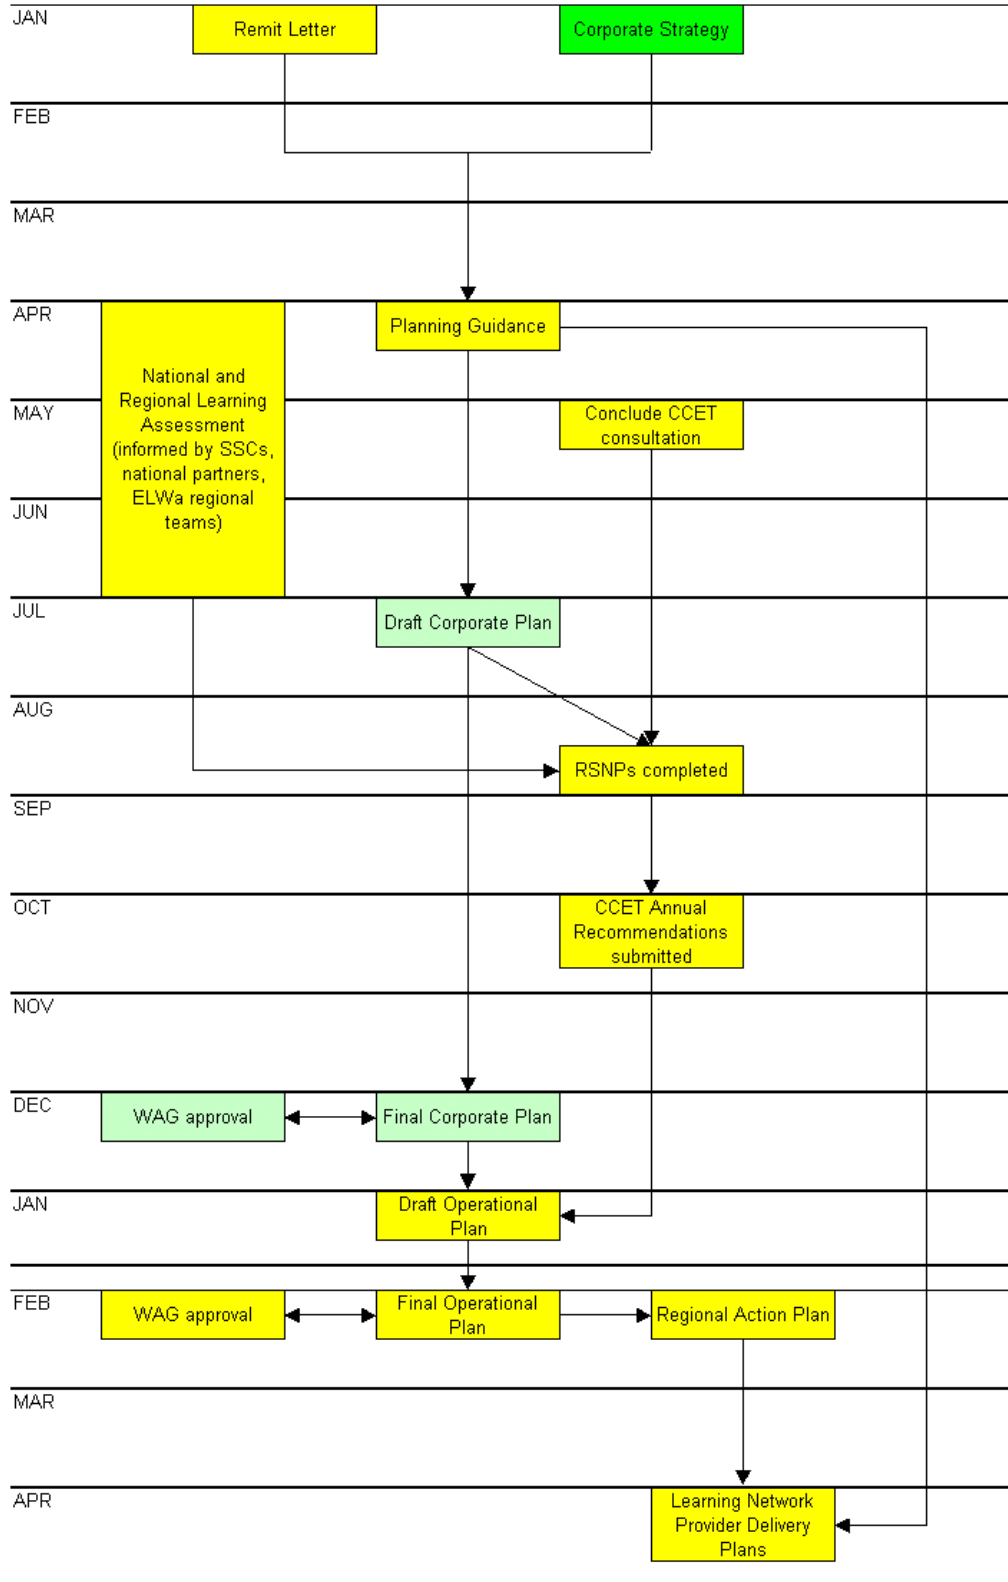 JAN
Remit Letter
Corporate Strategy
FEB
MAR
APR
Planning Guidance
National and
Regional Learning
Assessment
(informed by SSCs,
national partners,
ELWa regional
teams)
MAY
Conclude CCET
consultation
JUN
JUL
Draft Corporate Plan
AUG
RSNPs completed
SEP
OCT
CCET Annual
Recommendations
submitted
NOV
DEC
WAG approval
Final Corporate Plan
JAN
Draft Operational
Plan
FEB
WAG approval
Final Operational
Plan
Regional Action Plan
MAR
APR
Learning Network
Provider Delivery
Plans